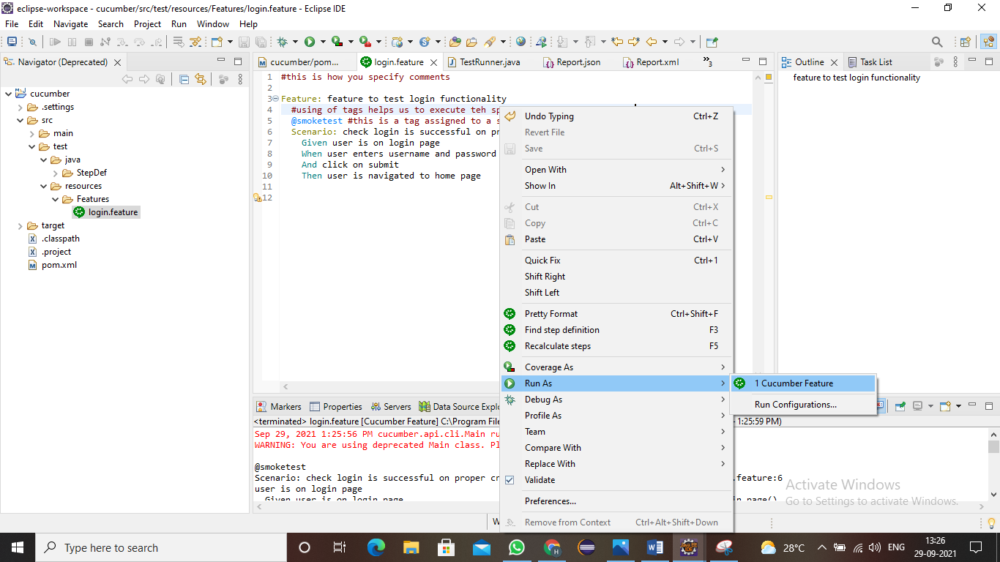 eclipse-workspace - cucumber/src/test/resources/Features/login.feature - Eclipse IDE
File Edit Navigate Search Project Run Window Help
Navigator (Deprecated)
cucumber
.settings
src
main
test
java
StepDef
resources
Features
login.feature
target
.classpath
.project
pom.xml
cucumber/pom... login.feature TestRunner.java Report.json Report.xml »3
1 #this is how you specify comments
2
3 Feature: feature to test login functionality
4 #using of tags helps us to execute teh sp
5 @smoketest #this is a tag assigned to a s
6 Scenario: check login is successful on pr
7 Given user is on login page
8 When user enters username and password
9 And click on submit
10 Then user is navigated to home page
11
12
Outline Task List
feature to test login functionality
Undo Typing Ctrl+Z
Revert File
Save Ctrl+S
Open With
Show In Alt+Shift+W
Cut Ctrl+X
Copy Ctrl+C
Paste Ctrl+V
Quick Fix Ctrl+1
Shift Right
Shift Left
Pretty Format Ctrl+Shift+F
Find step definition F3
Recalculate steps F5
Coverage As
Run As
Debug As
Profile As
Team
Compare With
Replace With
Validate
Preferences...
Remove from Context Ctrl+Alt+Shift+Down
1 Cucumber Feature
Run Configurations...
Markers Properties Servers Data Source Explo
<terminated> login.feature [Cucumber Feature] C:\Program File - 1:25:59 PM)
Sep 29, 2021 1:25:56 PM cucumber.api.cli.Main ru
WARNING: You are using deprecated Main class. Pl
@smoketest
Scenario: check login is successful on proper cr .feature:6
user is on login page
Given user is on login page in_page()
Activate Windows
Go to Settings to activate Windows.
Type here to search
28°C
ENG
13:26
29-09-2021